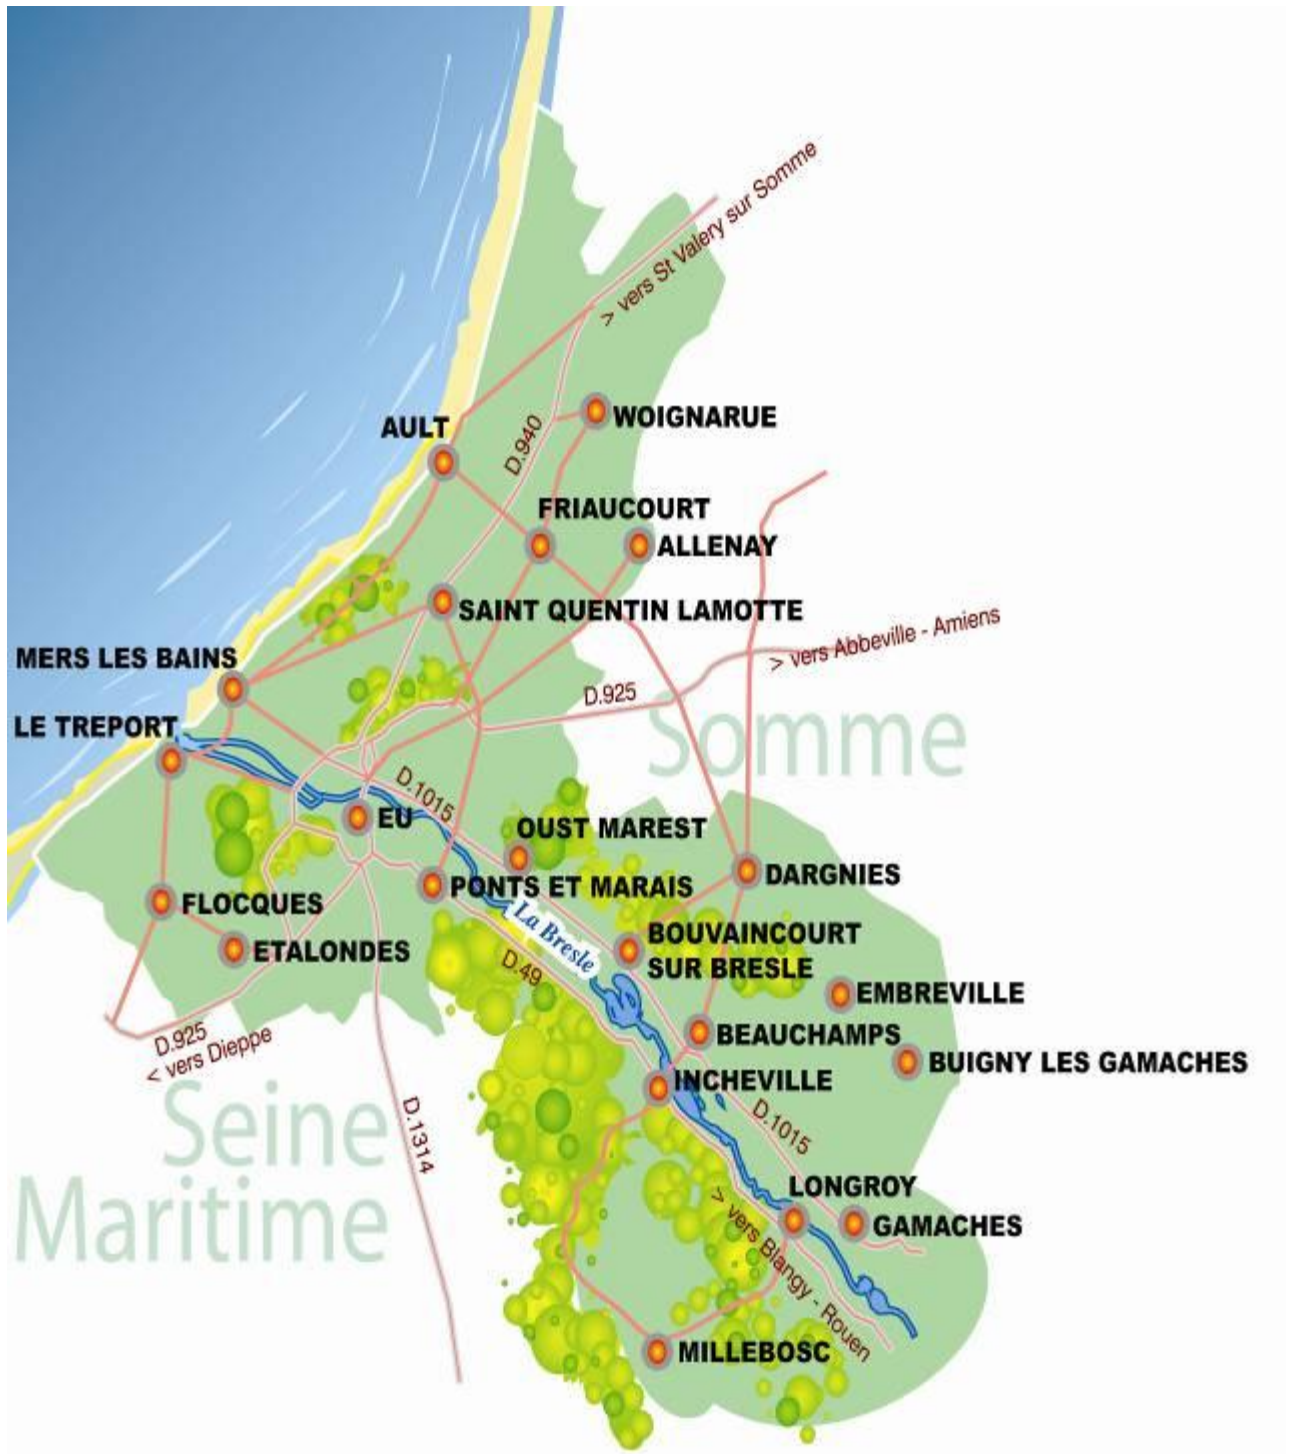 > vers St Valery sur Somme
WOIGNARUE
AULT
D.940
FRIAUCOURT
ALLENAY
SAINT QUENTIN LAMOTTE
> vers Abbeville - Amiens
MERS LES BAINS
D.925
LE TREPORT
Somme
D.1015
EU
OUST MAREST
DARGNIES
PONTS ET MARAIS
FLOCQUES
La Bresle
BOUVAINCOURT
SUR BRESLE
ETALONDES
D.49
EMBREVILLE
D.925
< vers Dieppe
BEAUCHAMPS
BUIGNY LES GAMACHES
INCHEVILLE
Seine
Maritime
D.1314
D.1015
LONGROY
GAMACHES
> vers Blangy - Rouen
MILLEBOSC